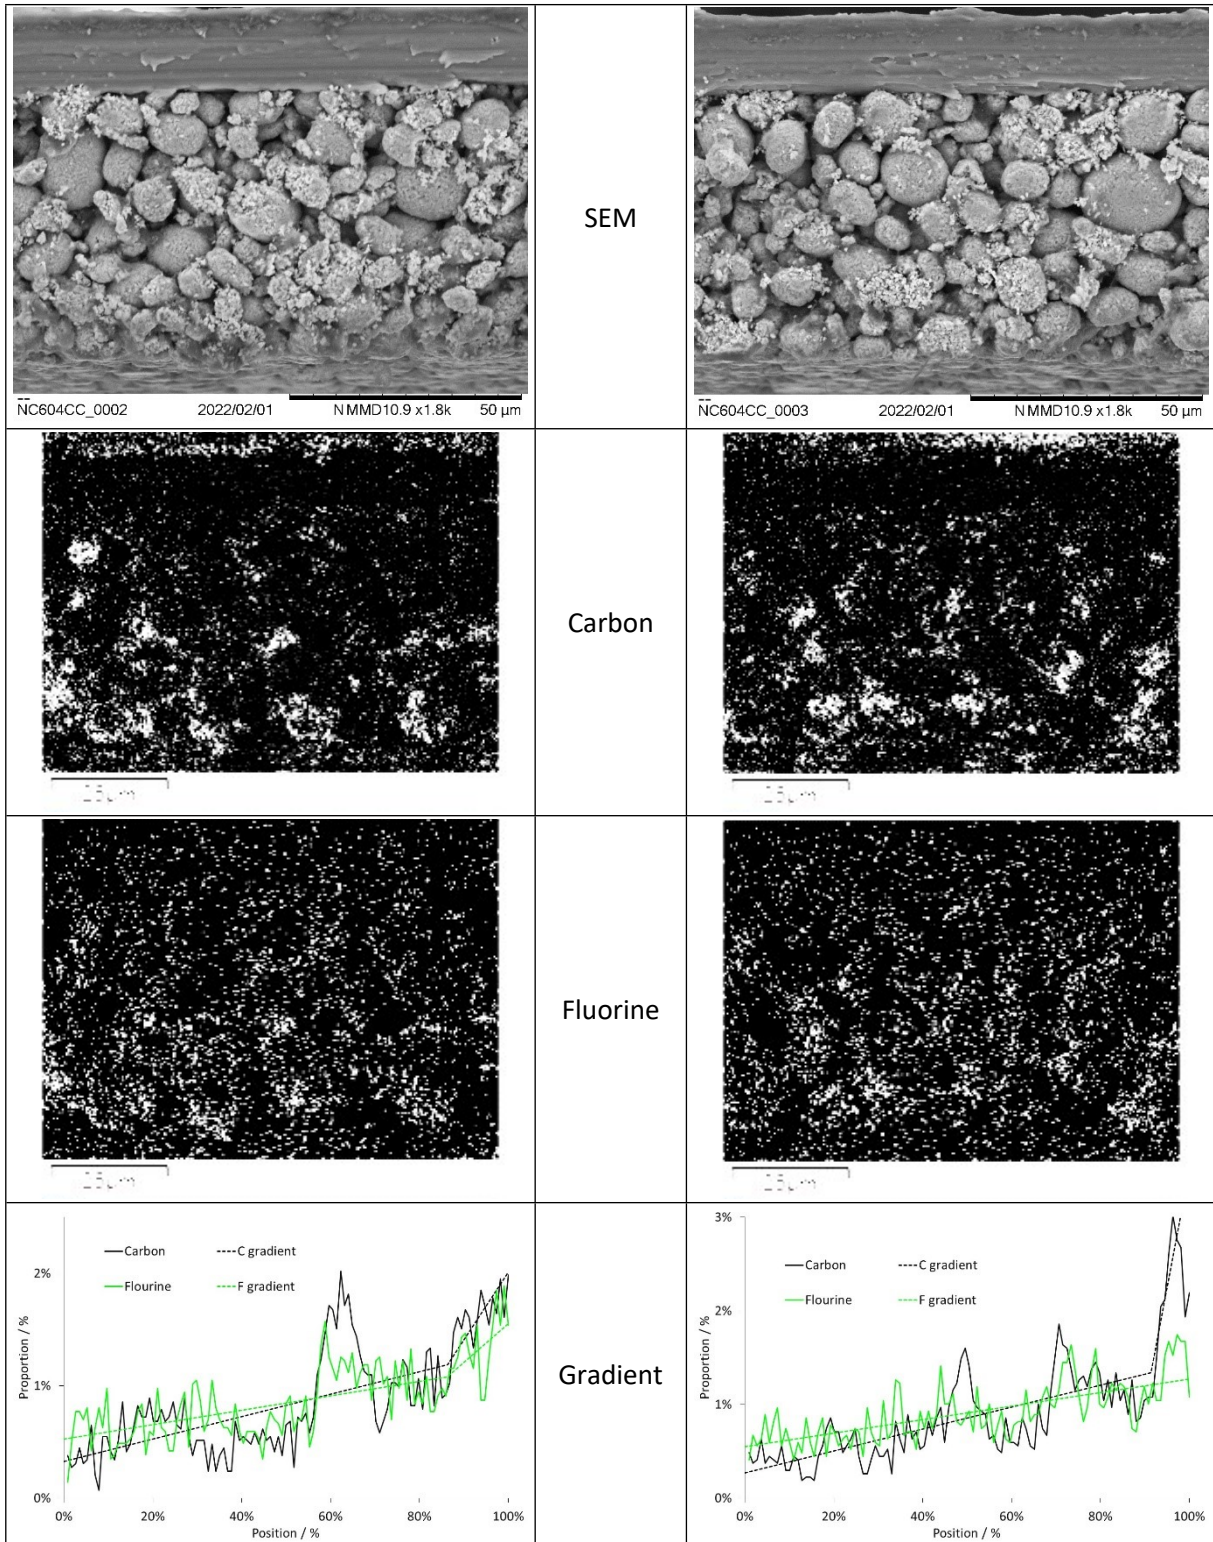 SEM
NC604CC_0002 2022/02/01 NMMD10.9 x1.8k 50 µm
NC604CC_0003 2022/02/01 NMMD10.9 x1.8k 50 µm
Carbon
Fluorine
Gradient
Carbon C gradient
Flourine F gradient
Proportion / %
2%
1%
0%
0% 20% 40% 60% 80% 100%
Position / %
3%
Carbon C gradient
Flourine F gradient
Proportion / %
2%
1%
0%
0% 20% 40% 60% 80% 100%
Position / %